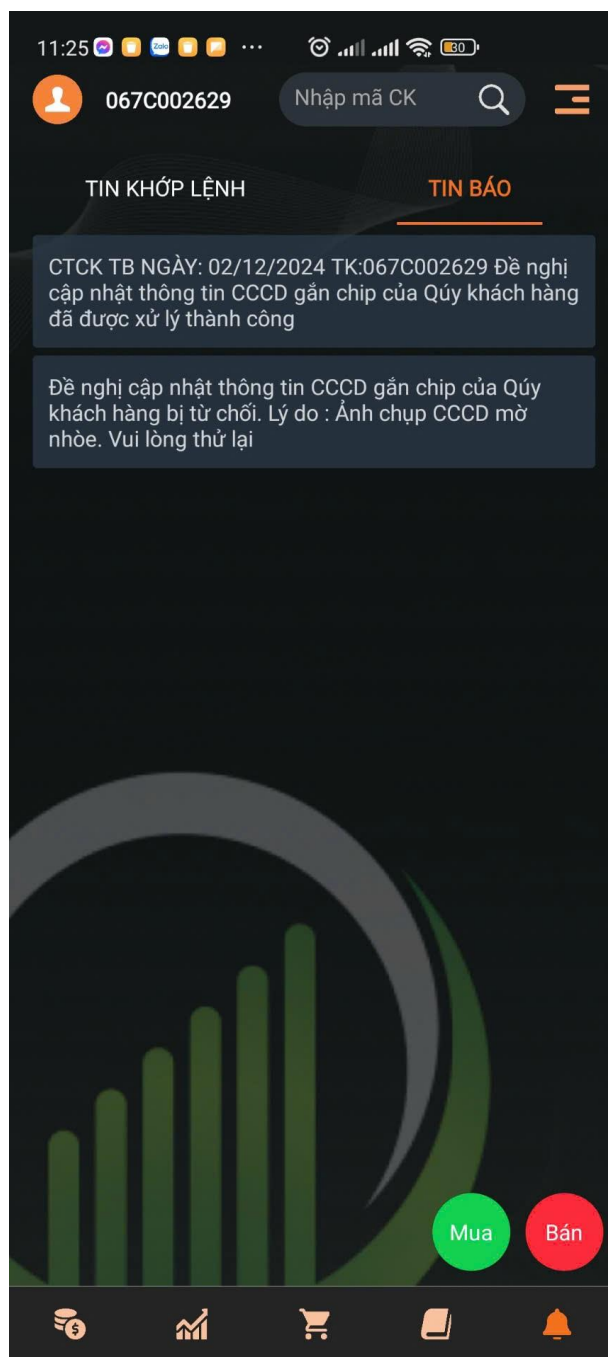 11:25
Zalo
30
067C002629
Nhập mã CK
TIN KHỚP LỆNH
TIN BÁO
CTCK TB NGÀY: 02/12/2024 TK:067C002629 Đề nghị
cập nhật thông tin CCCD gắn chip của Qúy khách hàng
đã được xử lý thành công
Đề nghị cập nhật thông tin CCCD gắn chip của Qúy
khách hàng bị từ chối. Lý do : Ảnh chụp CCCD mờ
nhòe. Vui lòng thử lại
Mua
Bán